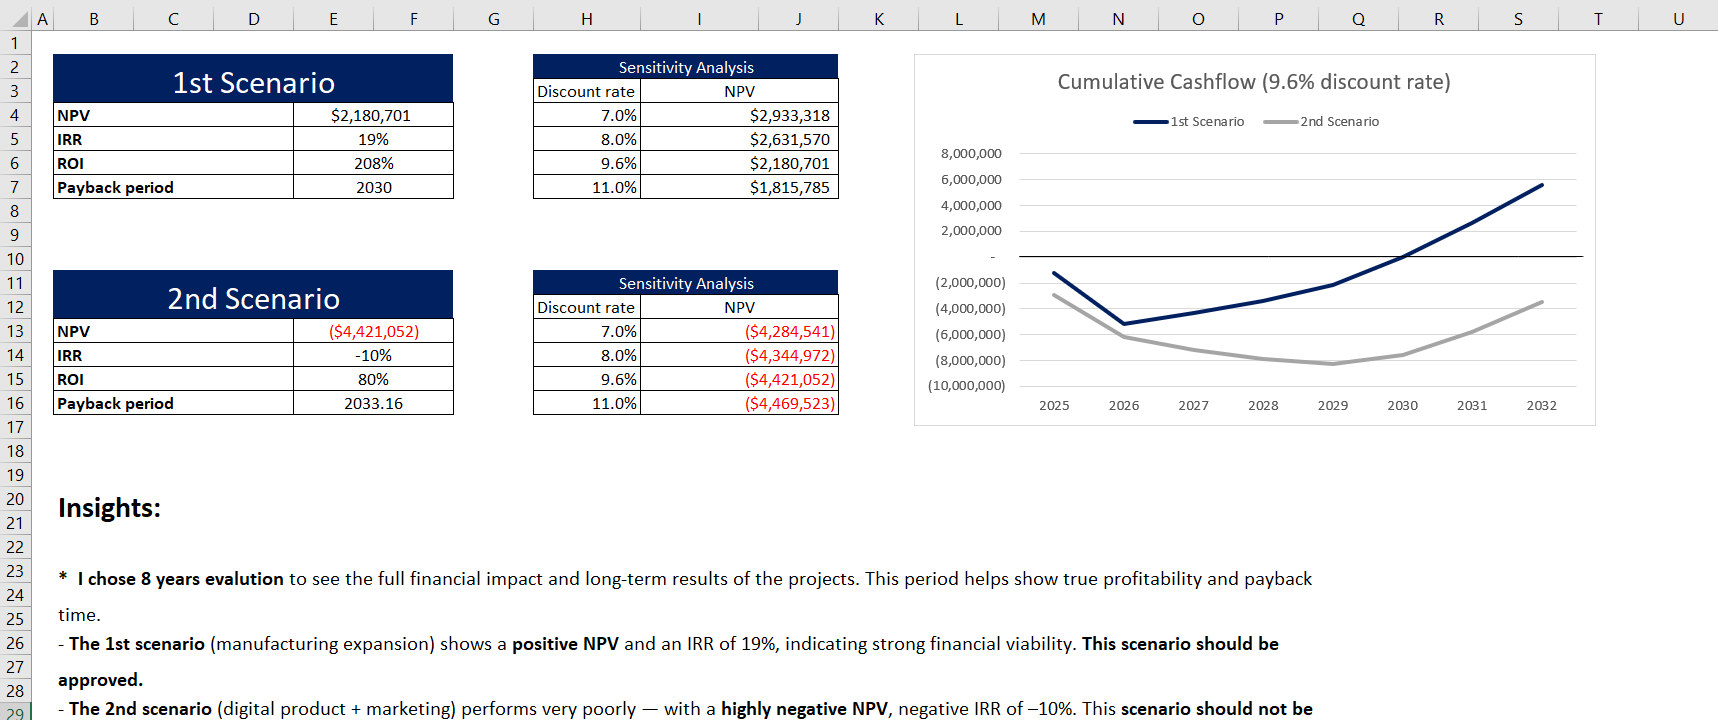 A B C D E F G H I J K L M N O P Q R S T U
1
2
3
4
5
6
7
8
9
10
11
12
13
14
15
16
17
18
19
20
21
22
23
24
25
26
27
28
29
1st Scenario
NPV $2,180,701
IRR 19%
ROI 208%
Payback period 2030
Sensitivity Analysis
Discount rate NPV
7.0% $2,933,318
8.0% $2,631,570
9.6% $2,180,701
11.0% $1,815,785
Cumulative Cashflow (9.6% discount rate)
1st Scenario 2nd Scenario
8,000,000
6,000,000
4,000,000
2,000,000
-
(2,000,000)
(4,000,000)
(6,000,000)
(8,000,000)
(10,000,000)
2025 2026 2027 2028 2029 2030 2031 2032
2nd Scenario
NPV ($4,421,052)
IRR -10%
ROI 80%
Payback period 2033.16
Sensitivity Analysis
Discount rate NPV
7.0% ($4,284,541)
8.0% ($4,344,972)
9.6% ($4,421,052)
11.0% ($4,469,523)
Insights:
* I chose 8 years evalution to see the full financial impact and long-term results of the projects. This period helps show true profitability and payback
time.
- The 1st scenario (manufacturing expansion) shows a positive NPV and an IRR of 19%, indicating strong financial viability. This scenario should be
approved.
- The 2nd scenario (digital product + marketing) performs very poorly — with a highly negative NPV, negative IRR of –10%. This scenario should not be